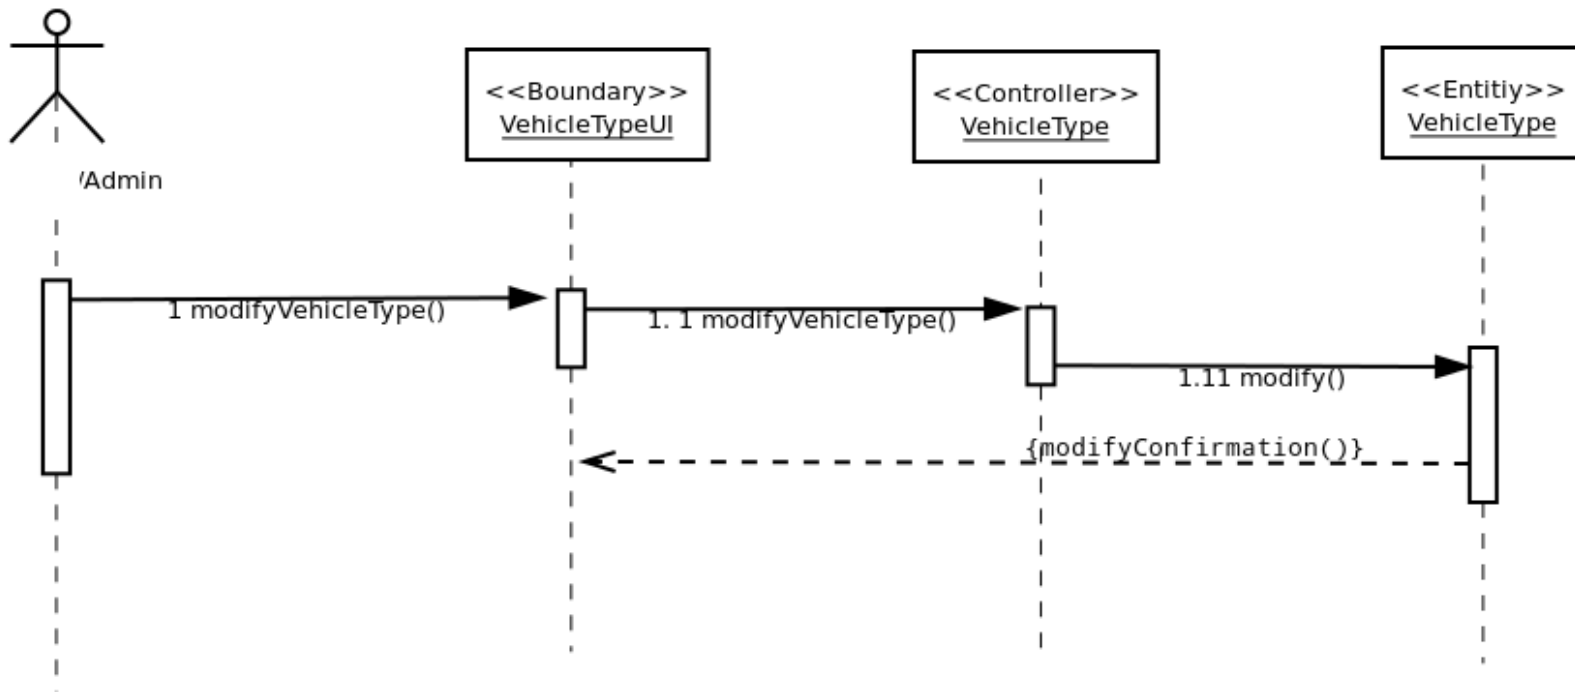 <<Boundary>>
VehicleTypeUI
<<Controller>>
VehicleType
<<Entitiy>>
VehicleType
/Admin
1 modifyVehicleType()
1. 1 modifyVehicleType()
1.11 modify()
{modifyConfirmation()}